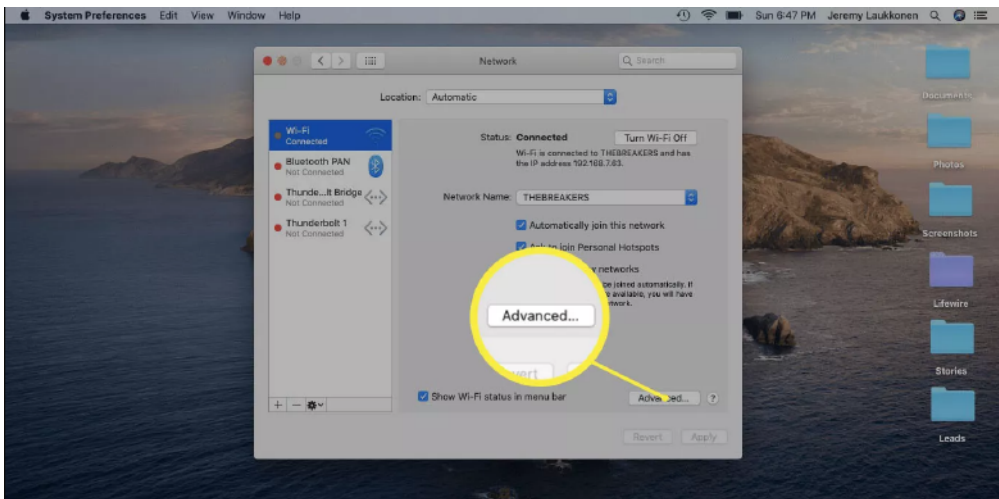 System Preferences Edit View Window Help Sun 6:47 PM Jeremy Laukkonen
Network
Search
Location: Automatic
Wi-Fi
Connected
Bluetooth PAN
Not Connected
Thunde...lt Bridge
Not Connected
Thunderbolt 1
Not Connected
Status: Connected
Turn Wi-Fi Off
Wi-Fi is connected to THEBREAKERS and has
the IP address 192.168.7.63.
Network Name: THEBREAKERS
Automatically join this network
Ask to join Personal Hotspots
networks
be joined automatically. If
available, you will have
Advanced...
Show Wi-Fi status in menu bar
Advanced...
?
Revert
Apply
Documents
Photos
Screenshots
Lifewire
Stories
Leads